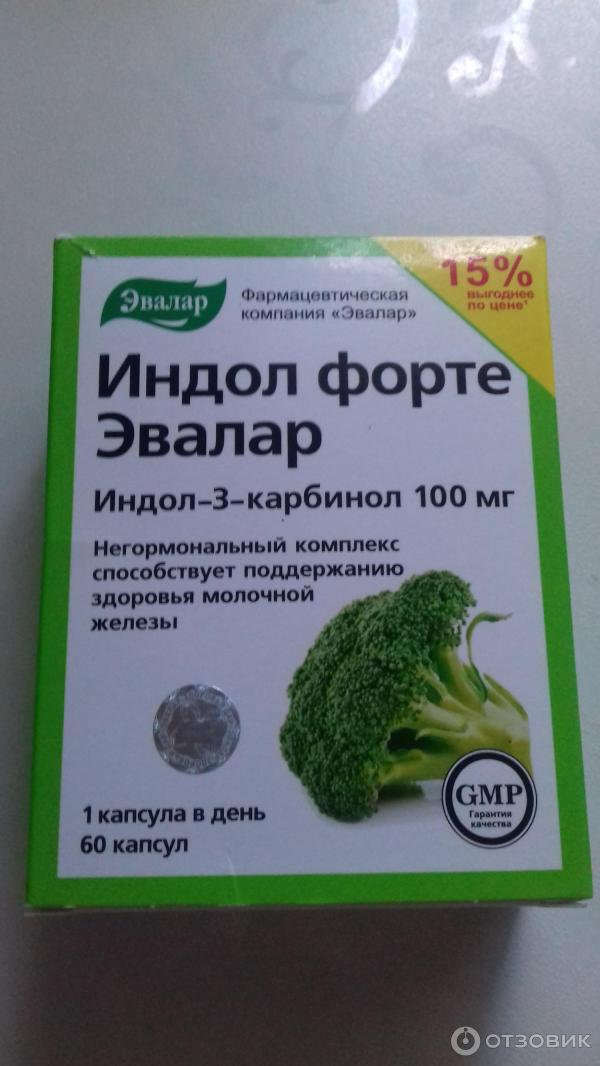 Эвалар
Фармацевтическая
компания «Эвалар»
15%
выгоднее
по цене¹
Индол форте
Эвалар
Индол-3-карбинол 100 мг
Негормональный комплекс
способствует поддержанию
здоровья молочной
железы
1 капсула в день
60 капсул
GMP
Гарантия
качества
ОТЗОВИК